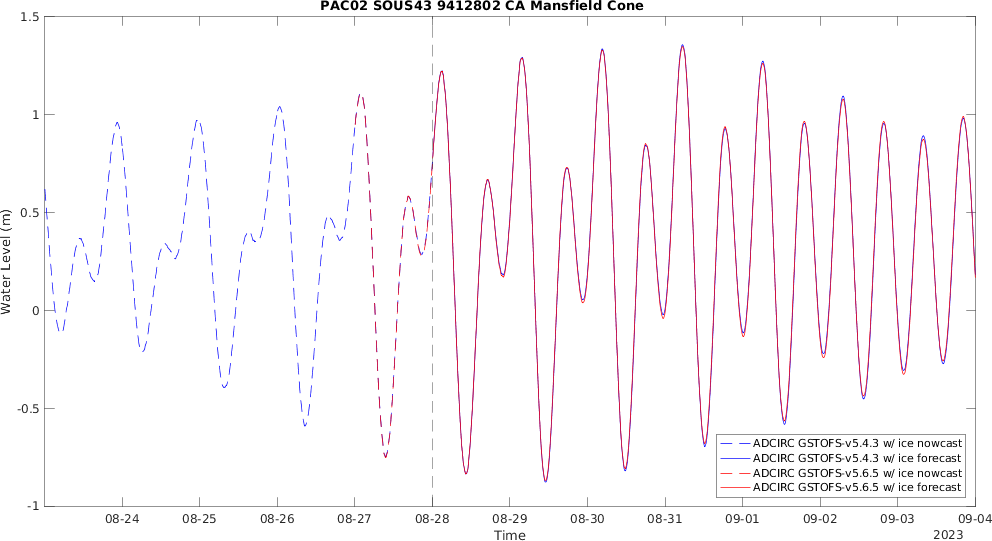 PAC02 SOUS43 9412802 CA Mansfield Cone
Water Level (m)
1.5
1
0.5
0
-0.5
-1
ADCIRC GSTOFS-v5.4.3 w/ ice nowcast
ADCIRC GSTOFS-v5.4.3 w/ ice forecast
ADCIRC GSTOFS-v5.6.5 w/ ice nowcast
ADCIRC GSTOFS-v5.6.5 w/ ice forecast
08-24 08-25 08-26 08-27 08-28 08-29 08-30 08-31 09-01 09-02 09-03 09-04
Time
2023